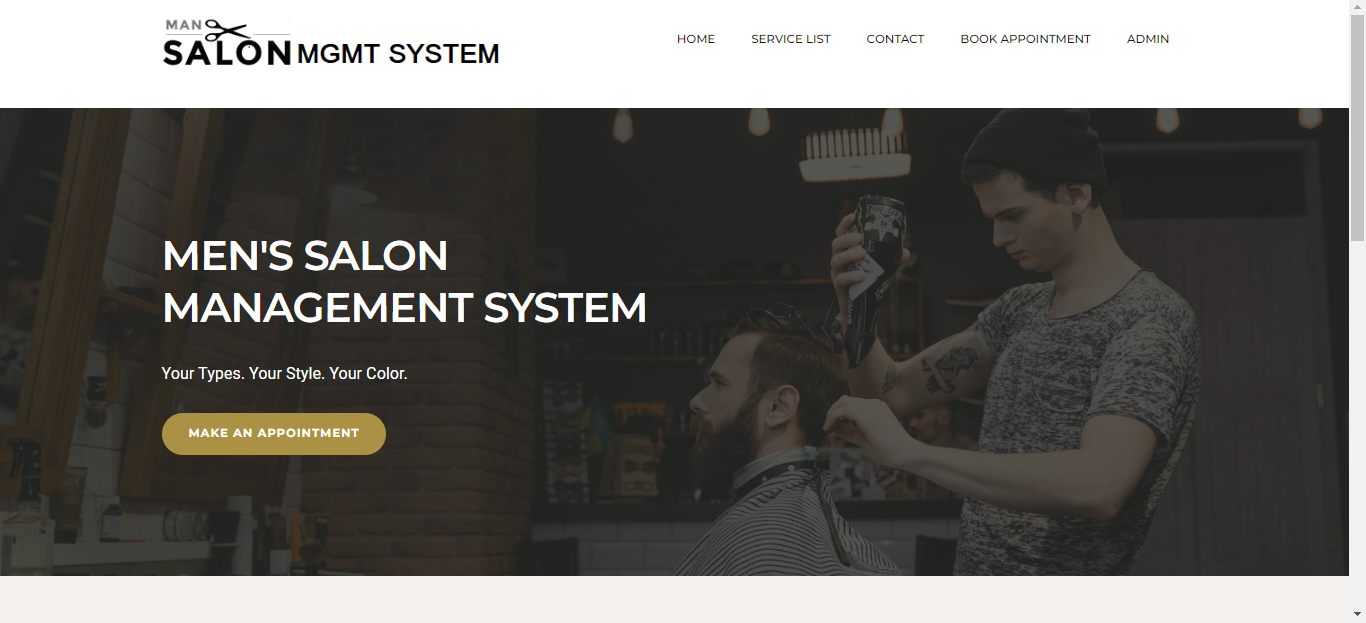 MAN
SALON MGMT SYSTEM
HOME
SERVICE LIST
CONTACT
BOOK APPOINTMENT
ADMIN
MEN'S SALON
MANAGEMENT SYSTEM
Your Types. Your Style. Your Color.
MAKE AN APPOINTMENT